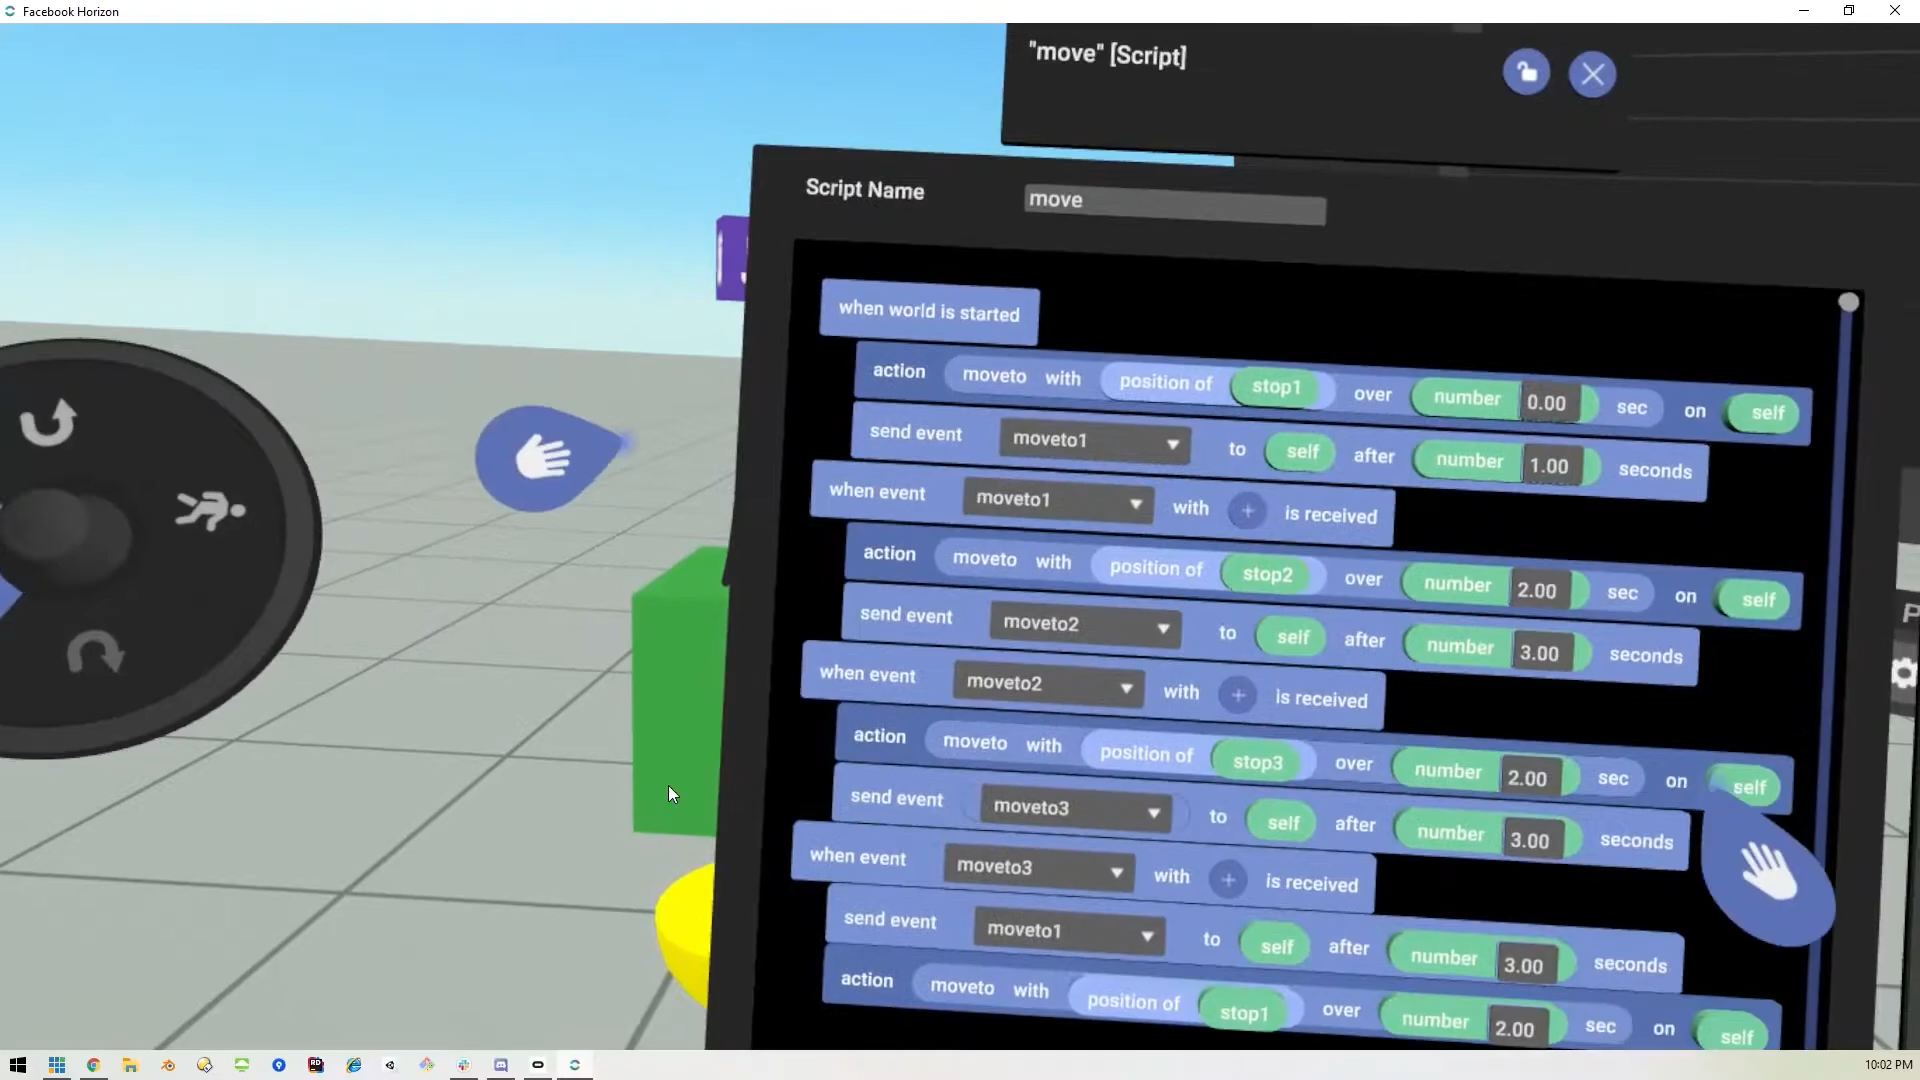 Facebook Horizon
"move" [Script]
Script Name move
when world is started
action moveto with position of stop1 over number 0.00 sec on self
send event moveto1 to self after number 1.00 seconds
when event moveto1 with + is received
action moveto with position of stop2 over number 2.00 sec on self
send event moveto2 to self after number 3.00 seconds
when event moveto2 with + is received
action moveto with position of stop3 over number 2.00 sec on self
send event moveto3 to self after number 3.00 seconds
when event moveto3 with + is received
send event moveto1 to self after number 3.00 seconds
action moveto with position of stop1 over number 2.00 sec on self
10:02 PM